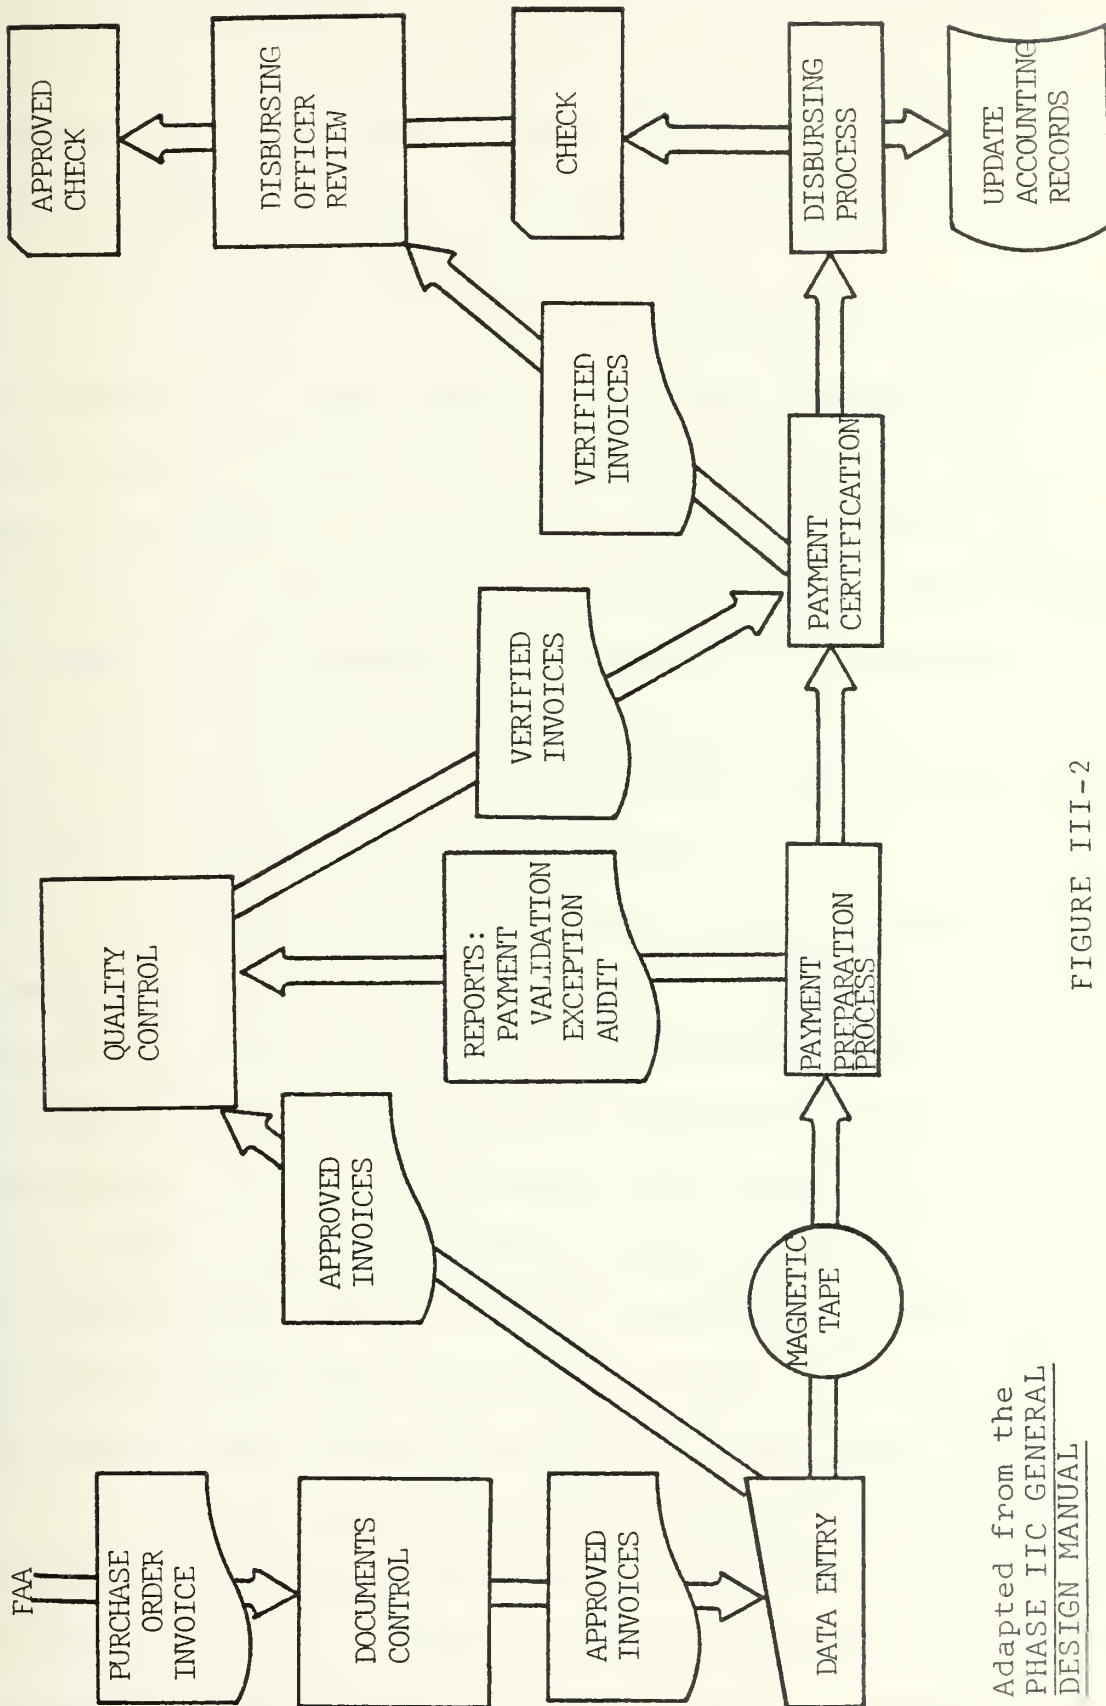 FAA
PURCHASE
ORDER
INVOICE
DOCUMENTS
CONTROL
APPROVED
INVOICES
DATA ENTRY
APPROVED
INVOICES
MAGNETIC
TAPE
QUALITY
CONTROL
REPORTS:
PAYMENT
VALIDATION
EXCEPTION
AUDIT
PAYMENT
PREPARATION
PROCESS
VERIFIED
INVOICES
PAYMENT
CERTIFICATION
VERIFIED
INVOICES
APPROVED
CHECK
DISBURSING
OFFICER
REVIEW
CHECK
DISBURSING
PROCESS
UPDATE
ACCOUNTING
RECORDS
Adapted from the
PHASE IIC GENERAL
DESIGN MANUAL
FIGURE III-2